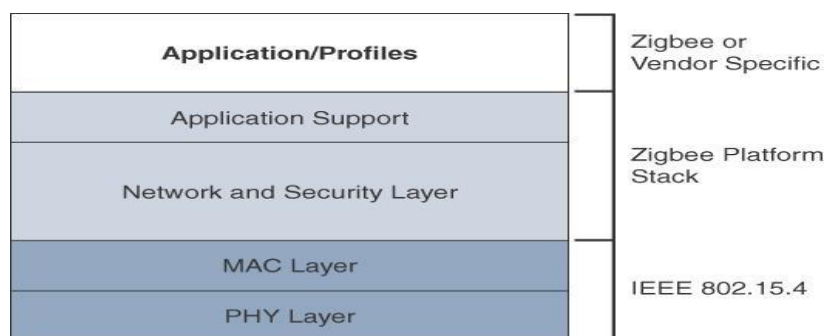 Application/Profiles
Zigbee or
Vendor Specific
Application Support
Network and Security Layer
Zigbee Platform
Stack
MAC Layer
PHY Layer
IEEE 802.15.4